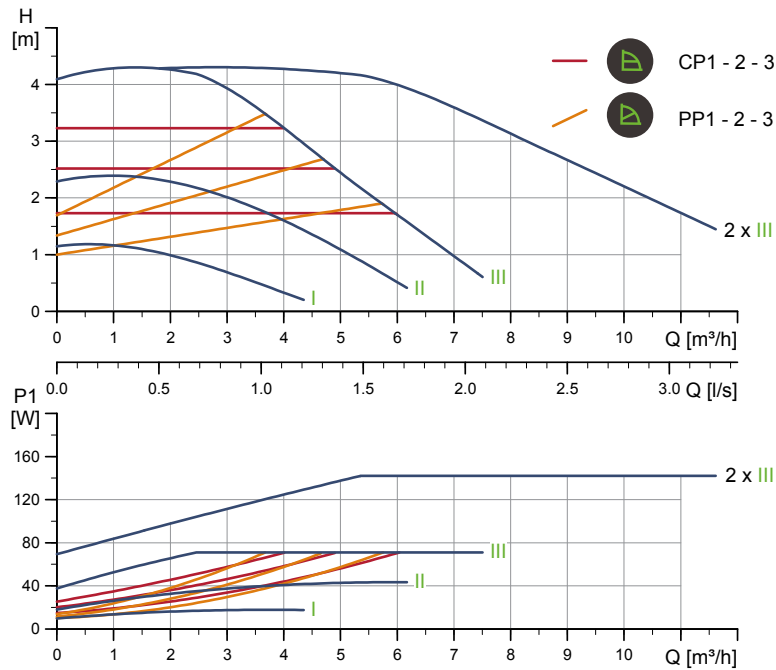 H
[m]
4
3
2
1
0
CP1 - 2 - 3
PP1 - 2 - 3
2 x III
III
II
I
0 1 2 3 4 5 6 7 8 9 10 Q [m³/h]
0.0 0.5 1.0 1.5 2.0 2.5 3.0 Q [l/s]
P1
[W]
160
120
80
40
0
2 x III
III
II
I
0 1 2 3 4 5 6 7 8 9 10 Q [m³/h]